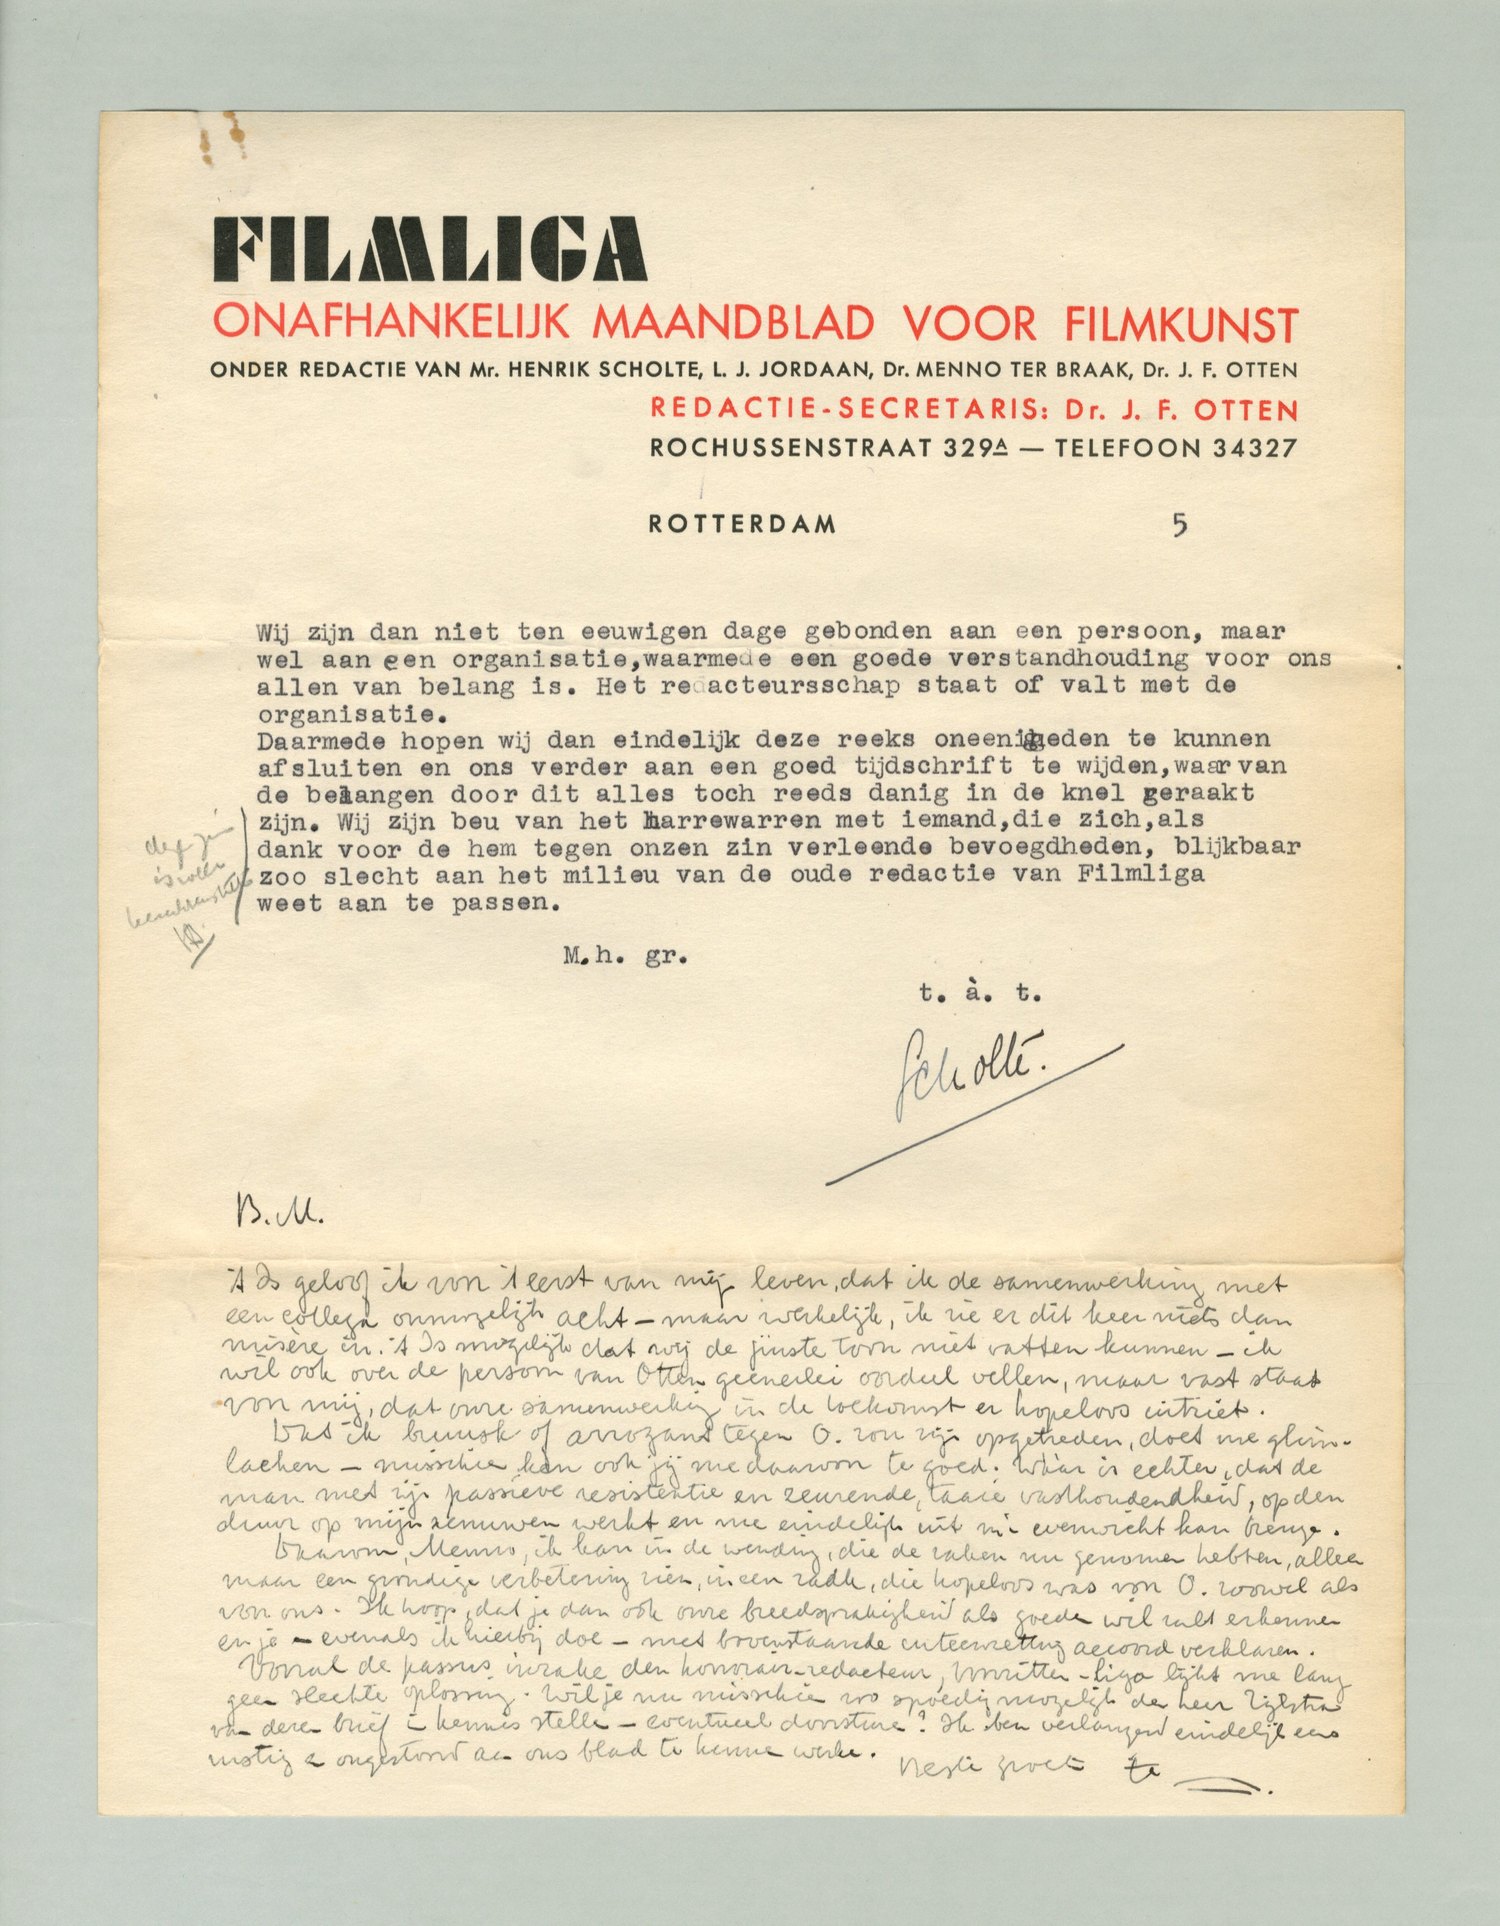 FILMLIGA
ONAFHANKELIJK MAANDBLAD VOOR FILMKUNST
ONDER REDACTIE VAN Mr. HENRIK SCHOLTE, L. J. JORDAAN, Dr. MENNO TER BRAAK, Dr. J. F. OTTEN
REDACTIE-SECRETARIS: Dr. J. F. OTTEN
ROCHUSSENSTRAAT 329A — TELEFOON 34327
ROTTERDAM 5
Wij zijn dan niet ten eeuwigen dage gebonden aan een persoon, maar
wel aan een organisatie,waarmede een goede verstandhouding voor ons
allen van belang is. Het redacteursschap staat of valt met de
organisatie.
Daarmede hopen wij dan eindelijk deze reeks oneenigheden te kunnen
afsluiten en ons verder aan een goed tijdschrift te wijden,waarvan
de belangen door dit alles toch reeds danig in de knel geraakt
zijn. Wij zijn beu van het harrewarren met iemand,die zich,als
dank voor de hem tegen onzen zin verleende bevoegdheden, blijkbaar
zoo slecht aan het milieu van de oude redactie van Filmliga
weet aan te passen.
M.h. gr.
t. à. t.
Scholte.
B.M.
't Is geloof ik voor 't eerst van mijn leven, dat ik de samenwerking met
een collega onmogelijk acht – maar werkelijk, ik zie er dit keer niets dan
misère in. 't Is mogelijk dat wij de juiste toon niet vatten kunnen – ik
wil ook over de persoon van Otten geenerlei oordeel vellen, maar vast staat
voor mij, dat onze samenwerking in de toekomst er hopeloos uitziet.
Dat ik brusk of arrogant tegen O. zou zijn opgetreden, doet me glim-
lachen – misschien ken ook jij me daarvoor te goed. Wáár is echter, dat de
man met zijn passieve resistentie en zeurende, taaie vasthoudendheid, op den
duur op mijn zenuwen werkt en me eindelijk uit m'n evenwicht kan brengen.
Daarom, Menno, ik kan in de wending, die de zaken nu genomen hebben, alleen
maar een grondige verbetering zien, in een zaak, die hopeloos was voor O. zoowel als
voor ons. Ik hoop, dat je dan ook onze breedsprakigheid als goede wil zult erkennen
en je – evenals ik hierbij doe – met bovenstaande uiteenzetting accoord verklaren.
Vooral de passus inzake den honorair-redacteur, voorzitter-Liga lijkt me lang
geen slechte oplossing. Wil je nu misschien zoo spoedig mogelijk de heer Zijlstra
van dezen brief in kennis stellen – eventueel doorsturen? Ik ben verlangend eindelijk eens
rustig en ongestoord aan ons blad te kunnen werken.